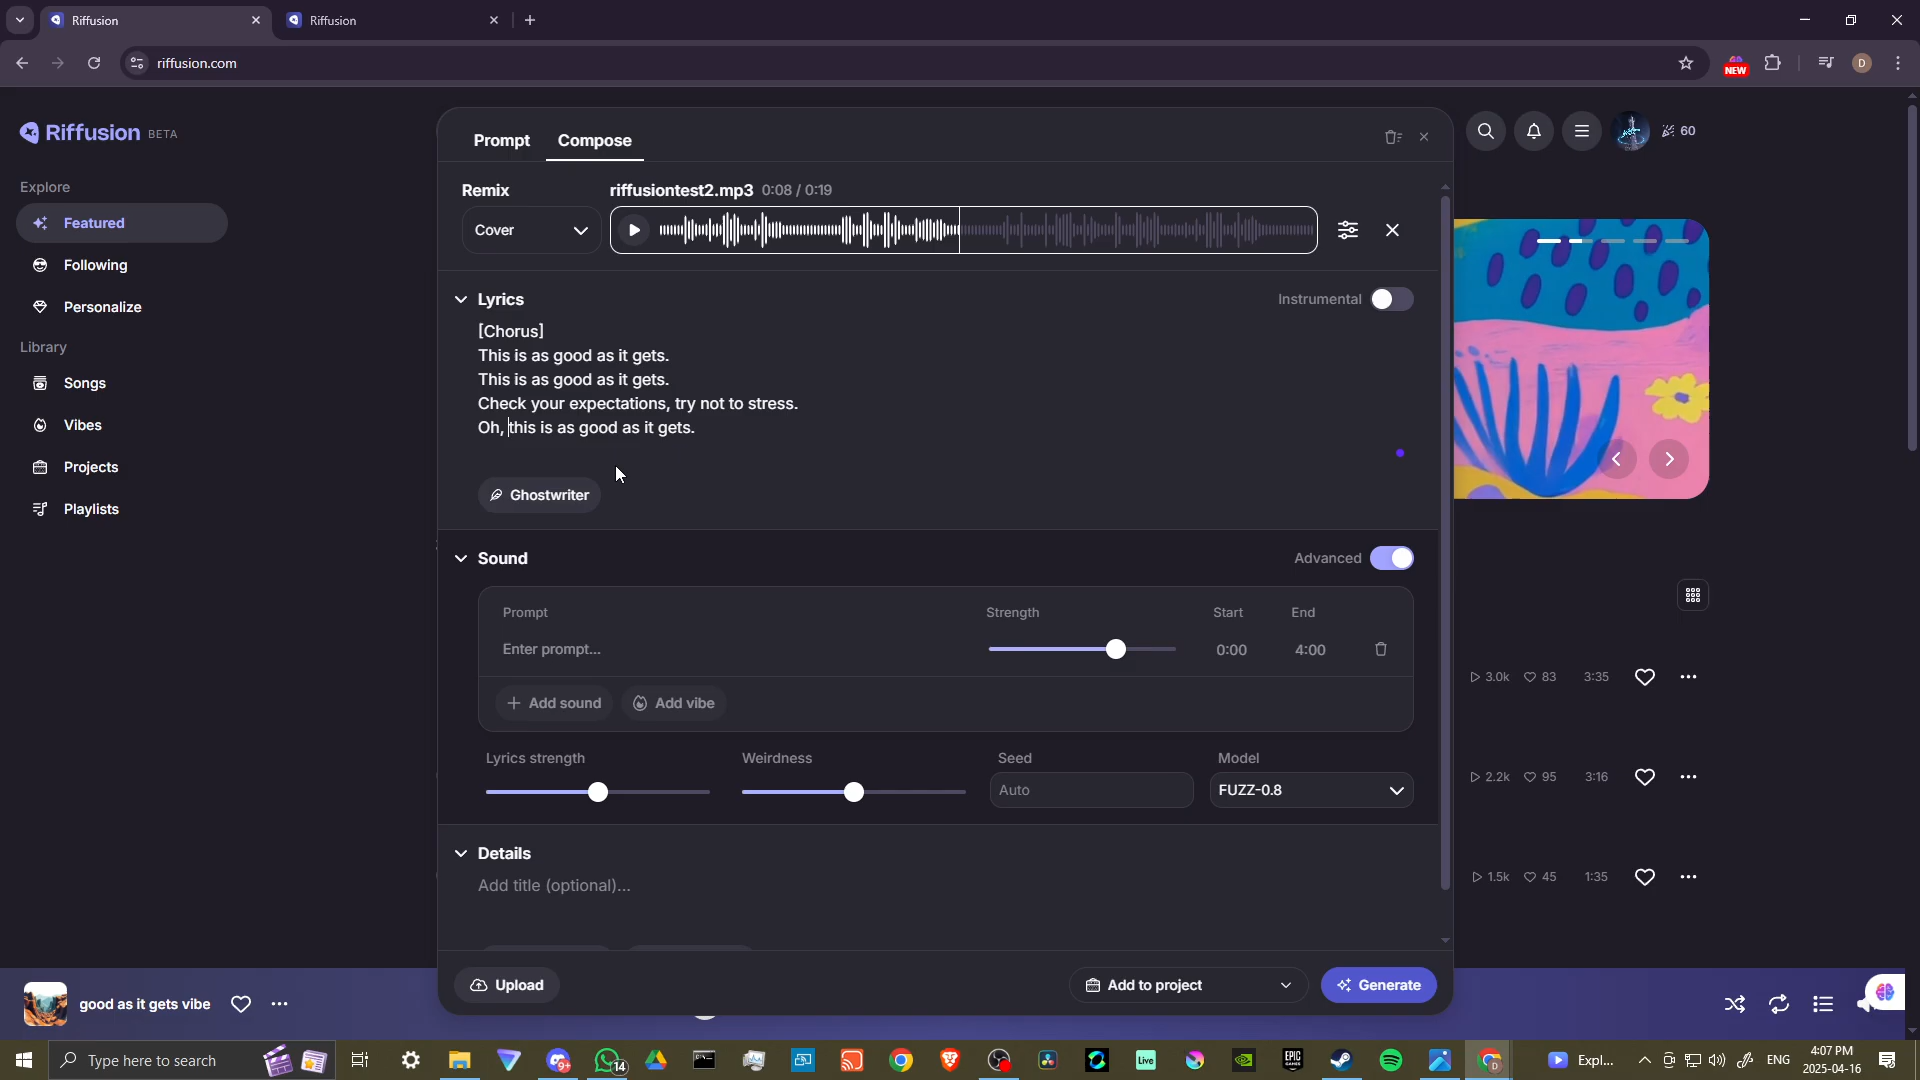 Riffusion
Riffusion
riffusion.com
NEW
D
Riffusion BETA
Explore
Featured
Following
Personalize
Library
Songs
Vibes
Projects
Playlists
Prompt
Compose
60
Remix
riffusiontest2.mp3 0:08 / 0:19
Cover
Lyrics
Instrumental
[Chorus]
This is as good as it gets.
This is as good as it gets.
Check your expectations, try not to stress.
Oh, this is as good as it gets.
Ghostwriter
Sound
Advanced
Prompt
Strength
Start
End
Enter prompt...
0:00
4:00
Add sound
Add vibe
Lyrics strength
Weirdness
Seed
Model
Auto
FUZZ-0.8
3.0k 83 3:35
2.2k 95 3:16
1.5k 45 1:35
Details
Add title (optional)...
Upload
Add to project
Generate
good as it gets vibe
Type here to search
9+
14
Live
EPIC GAMES
D
Expl...
ENG
4:07 PM
2025-04-16